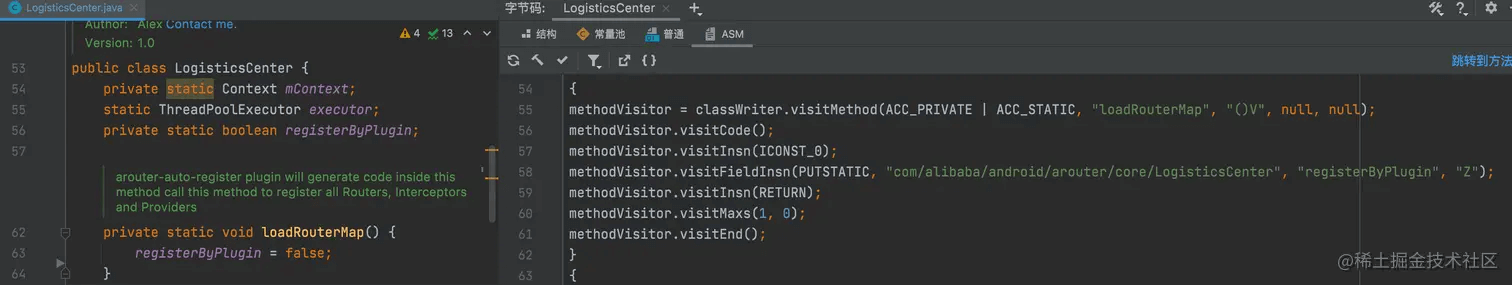 LogisticsCenter.java
Author: Alex Contact me.
Version: 1.0
4 13
53 public class LogisticsCenter {
54 private static Context mContext;
55 static ThreadPoolExecutor executor;
56 private static boolean registerByPlugin;
57
arouter-auto-register plugin will generate code inside this
method call this method to register all Routers, Interceptors
and Providers
62 private static void loadRouterMap() {
63 registerByPlugin = false;
64 }
字节码: LogisticsCenter
结构 常量池 普通 ASM
跳转到方法
54 {
55 methodVisitor = classWriter.visitMethod(ACC_PRIVATE | ACC_STATIC, "loadRouterMap", "()V", null, null);
56 methodVisitor.visitCode();
57 methodVisitor.visitInsn(ICONST_0);
58 methodVisitor.visitFieldInsn(PUTSTATIC, "com/alibaba/android/arouter/core/LogisticsCenter", "registerByPlugin", "Z");
59 methodVisitor.visitInsn(RETURN);
60 methodVisitor.visitMaxs(1, 0);
61 methodVisitor.visitEnd();
62 }
63 {
@稀土掘金技术社区